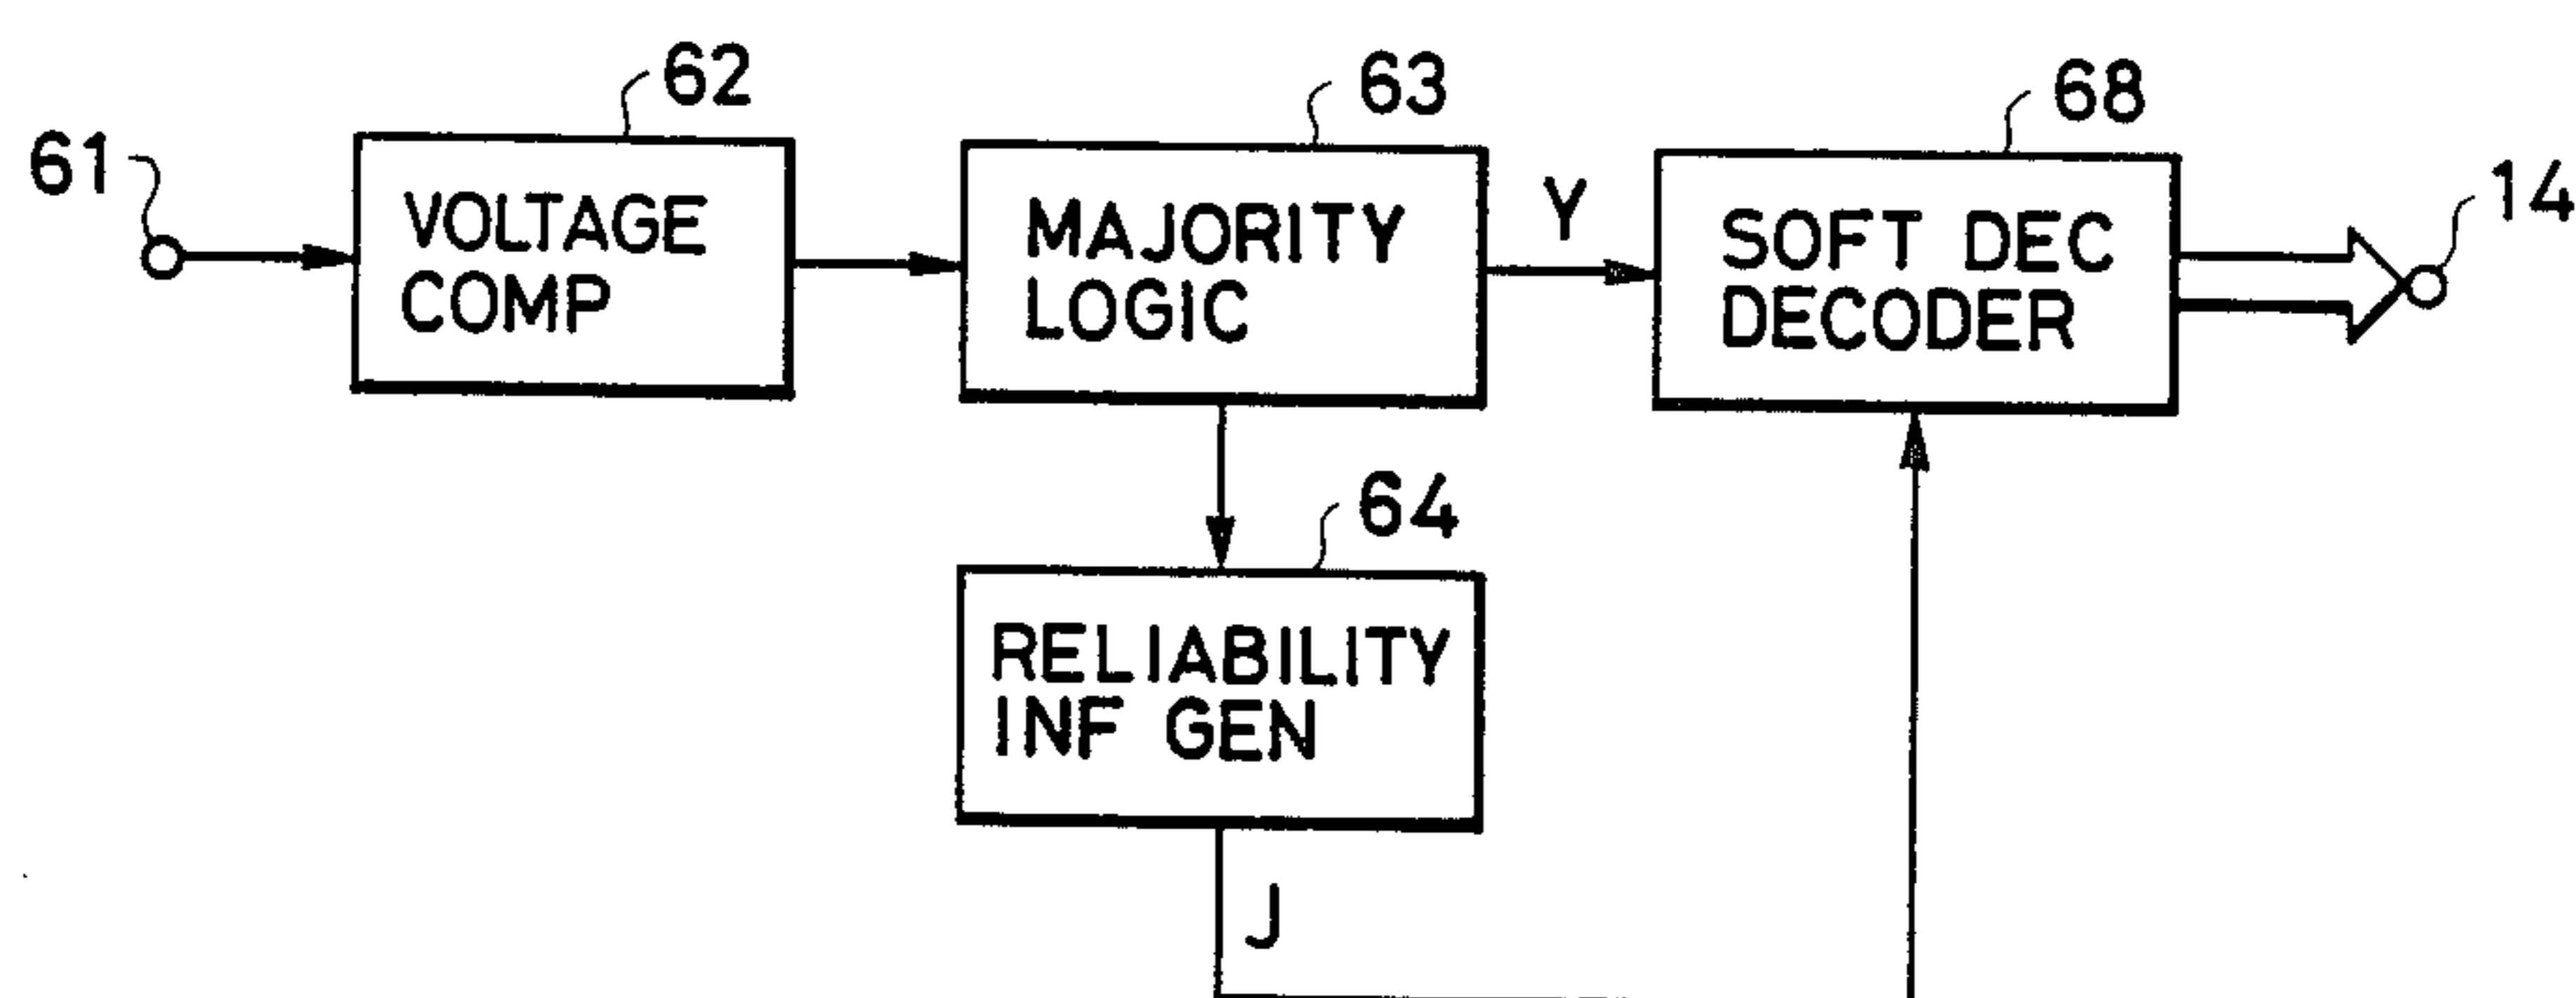 62
63
68
61
14
VOLTAGE
COMP
MAJORITY
LOGIC
Y
SOFT DEC
DECODER
64
RELIABILITY
INF GEN
J